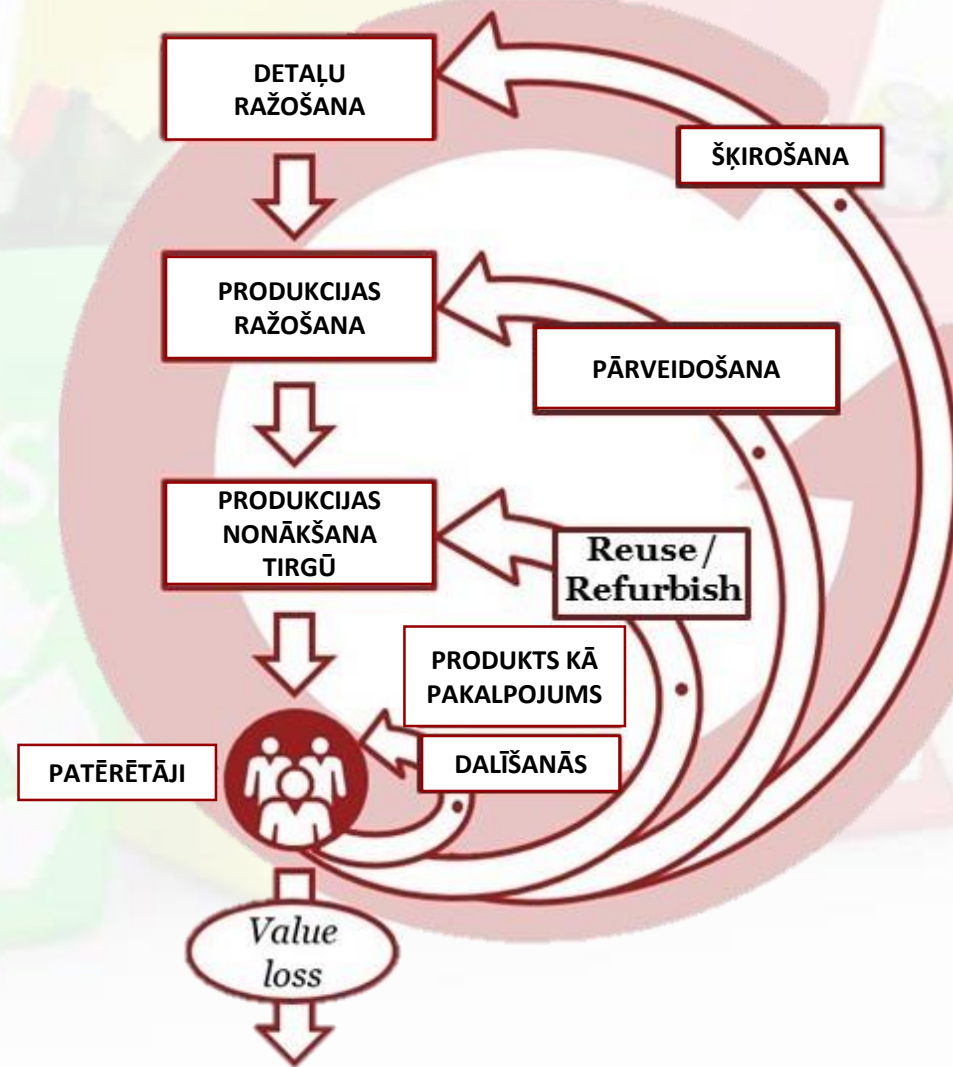 DETAĻU
RAŽOŠANA
ŠĶIROŠANA
PRODUKCIJAS
RAŽOŠANA
PĀRVEIDOŠANA
PRODUKCIJAS
NONĀKŠANA
TIRGŪ
Reuse/
Refurbish
PRODUKTS KĀ
PAKALPOJUMS
DALĪŠANĀS
PATĒRĒTĀJI
Value
loss